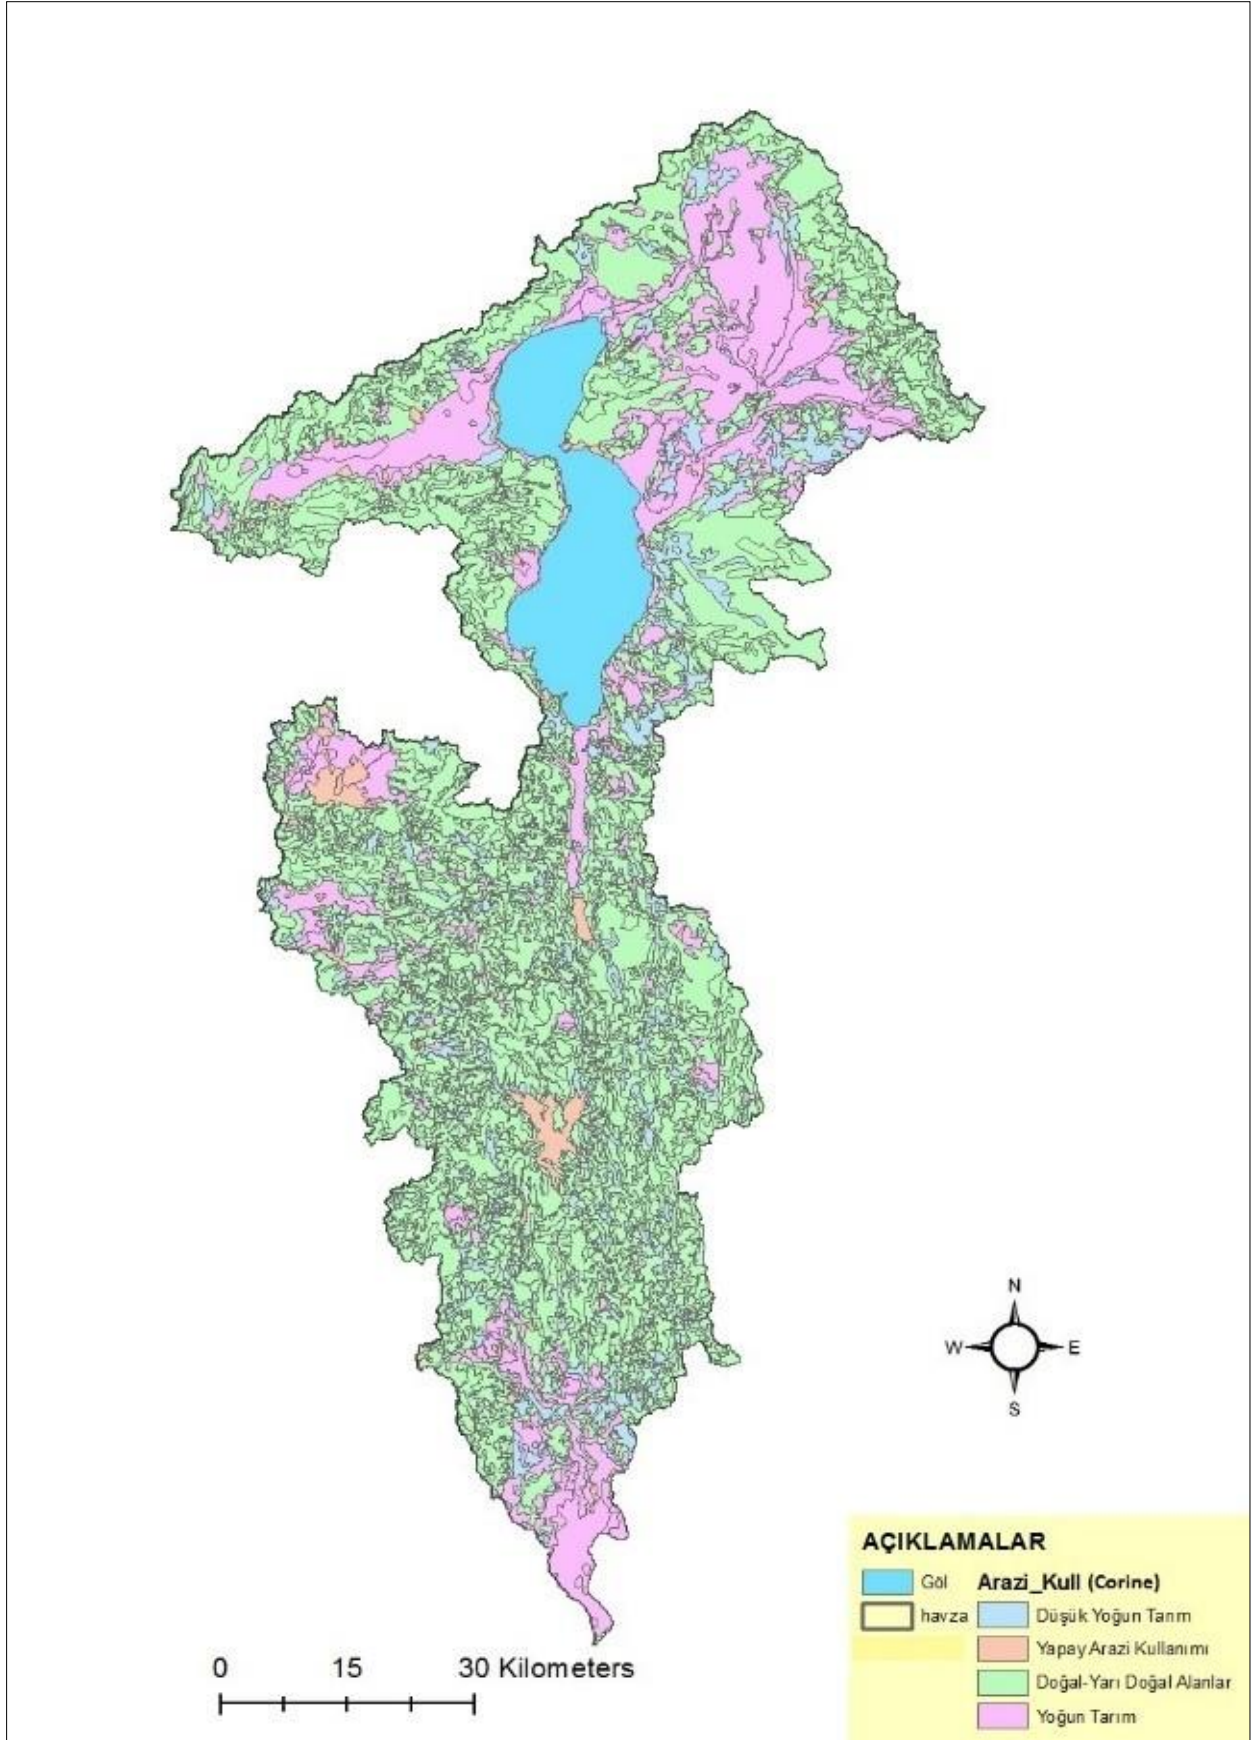 N
W E
S
AÇIKLAMALAR
Göl Arazi_Kull (Corine)
havza Düşük Yoğun Tarım
Yapay Arazi Kullanımı
Doğal-Yarı Doğal Alanlar
Yoğun Tarım
0 15 30 Kilometers